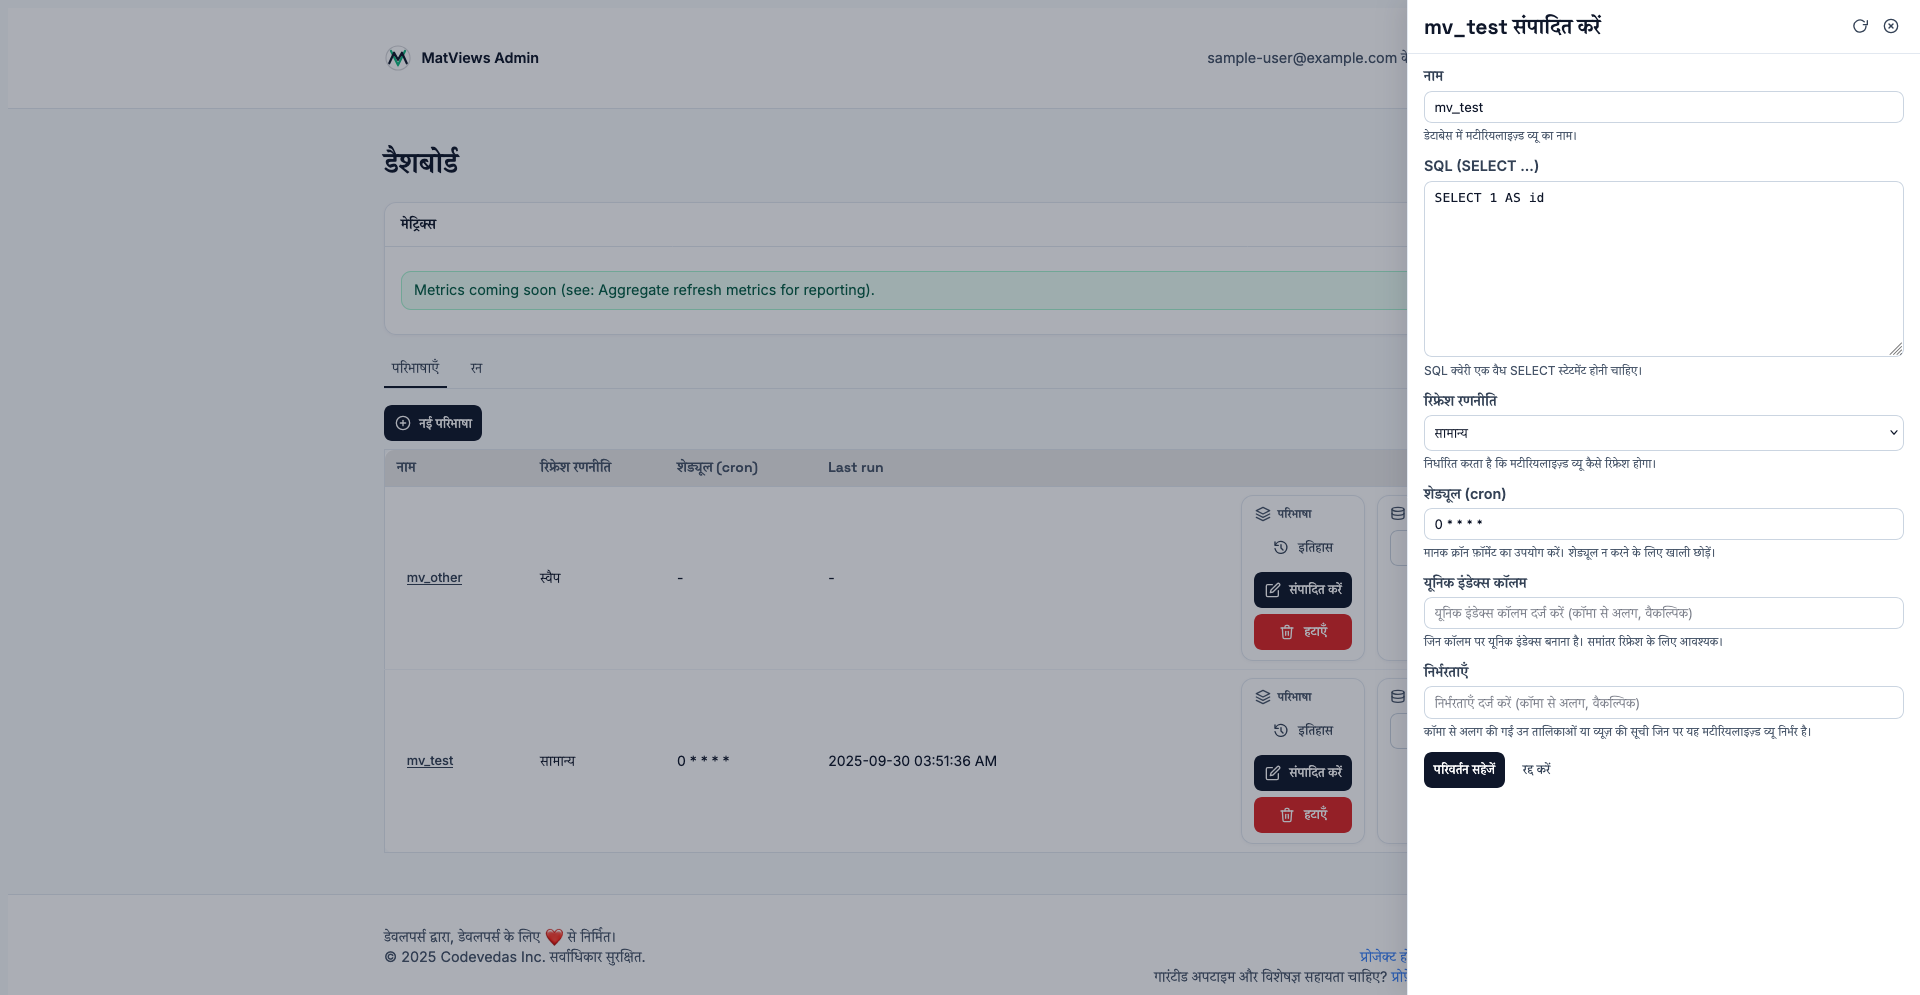 MatViews Admin
sample-user@example.com
डैशबोर्ड
मेट्रिक्स
Metrics coming soon (see: Aggregate refresh metrics for reporting).
परिभाषाएँ रन
नई परिभाषा
नाम रिफ्रेश रणनीति शेड्यूल (cron) Last run
परिभाषा
इतिहास
mv_other स्वैप - -
संपादित करें
हटाएँ
परिभाषा
इतिहास
mv_test सामान्य 0 * * * * 2025-09-30 03:51:36 AM
संपादित करें
हटाएँ
डेवलपर्स द्वारा, डेवलपर्स के लिए ❤️ से निर्मित।
© 2025 Codevedas Inc. सर्वाधिकार सुरक्षित.
प्रोजेक्ट
गारंटीड अपटाइम और विशेषज्ञ सहायता चाहिए?
mv_test संपादित करें
नाम
mv_test
डेटाबेस में मटीरियलाइज़्ड व्यू का नाम।
SQL (SELECT …)
SELECT 1 AS id
SQL क्वेरी एक वैध SELECT स्टेटमेंट होनी चाहिए।
रिफ्रेश रणनीति
सामान्य
निर्धारित करता है कि मटीरियलाइज़्ड व्यू कैसे रिफ्रेश होगा।
शेड्यूल (cron)
0 * * * *
मानक क्रॉन फ़ॉर्मेट का उपयोग करें। शेड्यूल न करने के लिए खाली छोड़ें।
यूनिक इंडेक्स कॉलम
यूनिक इंडेक्स कॉलम दर्ज करें (कॉमा से अलग, वैकल्पिक)
जिन कॉलम पर यूनिक इंडेक्स बनाना है। समांतर रिफ्रेश के लिए आवश्यक।
निर्भरताएँ
निर्भरताएँ दर्ज करें (कॉमा से अलग, वैकल्पिक)
कॉमा से अलग की गई उन तालिकाओं या व्यूज़ की सूची जिन पर यह मटीरियलाइज़्ड व्यू निर्भर है।
परिवर्तन सहेजें रद्द करें